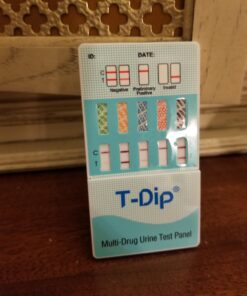 ID: DATE:
C
T
Negative Preliminary Positive Invalid
C
T
T-Dip®
Multi-Drug Urine Test Panel